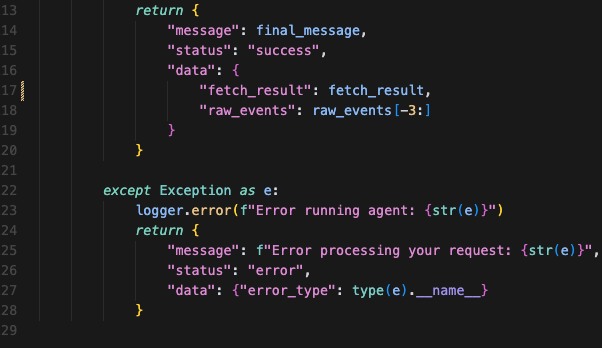 13 return {
14 "message": final_message,
15 "status": "success",
16 "data": {
17 "fetch_result": fetch_result,
18 "raw_events": raw_events[-3:]
19 }
20 }
21
22 except Exception as e:
23 logger.error(f"Error running agent: {str(e)}")
24 return {
25 "message": f"Error processing your request: {str(e)}",
26 "status": "error",
27 "data": {"error_type": type(e).__name__}
28 }
29